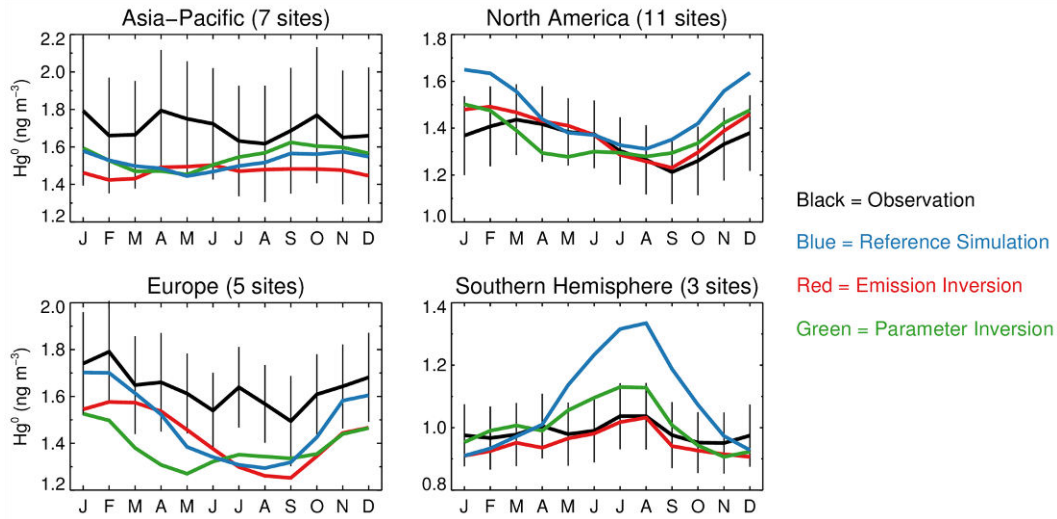 Asia−Pacific (7 sites)
North America (11 sites)
Hg⁰ (ng m⁻³)
2.2
2.0
1.8
1.6
1.4
1.2
J F M A M J J A S O N D
1.8
1.6
1.4
1.2
1.0
J F M A M J J A S O N D
Europe (5 sites)
Southern Hemisphere (3 sites)
Hg⁰ (ng m⁻³)
2.0
1.8
1.6
1.4
1.2
J F M A M J J A S O N D
1.4
1.2
1.0
0.8
J F M A M J J A S O N D
Black = Observation
Blue = Reference Simulation
Red = Emission Inversion
Green = Parameter Inversion